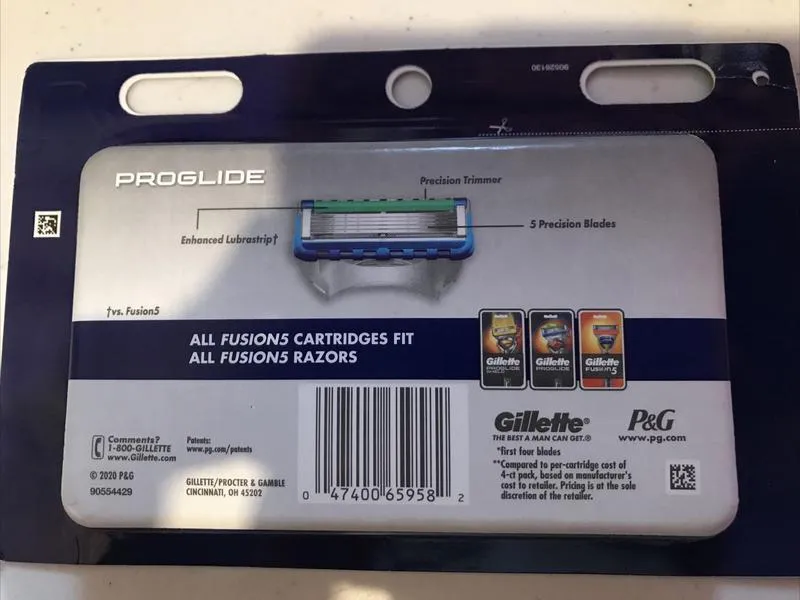 90526130
PROGLIDE
Precision Trimmer
Enhanced Lubrastrip†
5 Precision Blades
†vs. Fusion5
ALL FUSION5 CARTRIDGES FIT
ALL FUSION5 RAZORS
Gillette
PROGLIDE
SHIELD
Gillette
PROGLIDE
Gillette
FUSION5
Comments?
1-800-GILLETTE
www.Gillette.com
Patents:
www.pg.com/patents
© 2020 P&G
90554429
GILLETTE/PROCTER & GAMBLE
CINCINNATI, OH 45202
0 47400 65958 2
Gillette®
THE BEST A MAN CAN GET.®
P&G
www.pg.com
*first four blades
**Compared to per-cartridge cost of
4-ct pack, based on manufacturer's
cost to retailer. Pricing is at the sole
discretion of the retailer.